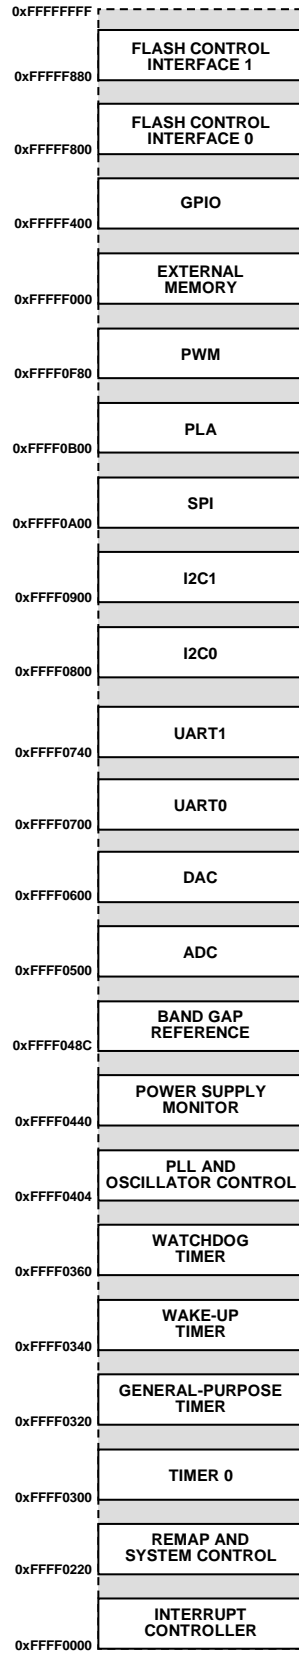 0xFFFFFFFF
FLASH CONTROL
INTERFACE 1
0xFFFFF880
FLASH CONTROL
INTERFACE 0
0xFFFFF800
GPIO
0xFFFFF400
EXTERNAL
MEMORY
0xFFFFF000
PWM
0xFFFF0F80
PLA
0xFFFF0B00
SPI
0xFFFF0A00
I2C1
0xFFFF0900
I2C0
0xFFFF0800
UART1
0xFFFF0740
UART0
0xFFFF0700
DAC
0xFFFF0600
ADC
0xFFFF0500
BAND GAP
REFERENCE
0xFFFF048C
POWER SUPPLY
MONITOR
0xFFFF0440
PLL AND
OSCILLATOR CONTROL
0xFFFF0404
WATCHDOG
TIMER
0xFFFF0360
WAKE-UP
TIMER
0xFFFF0340
GENERAL-PURPOSE
TIMER
0xFFFF0320
TIMER 0
0xFFFF0300
REMAP AND
SYSTEM CONTROL
0xFFFF0220
INTERRUPT
CONTROLLER
0xFFFF0000